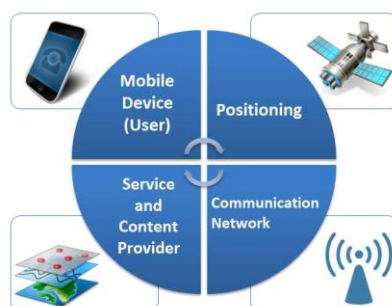 Mobile
Device
(User)
Positioning
Service
and
Content
Provider
Communication
Network